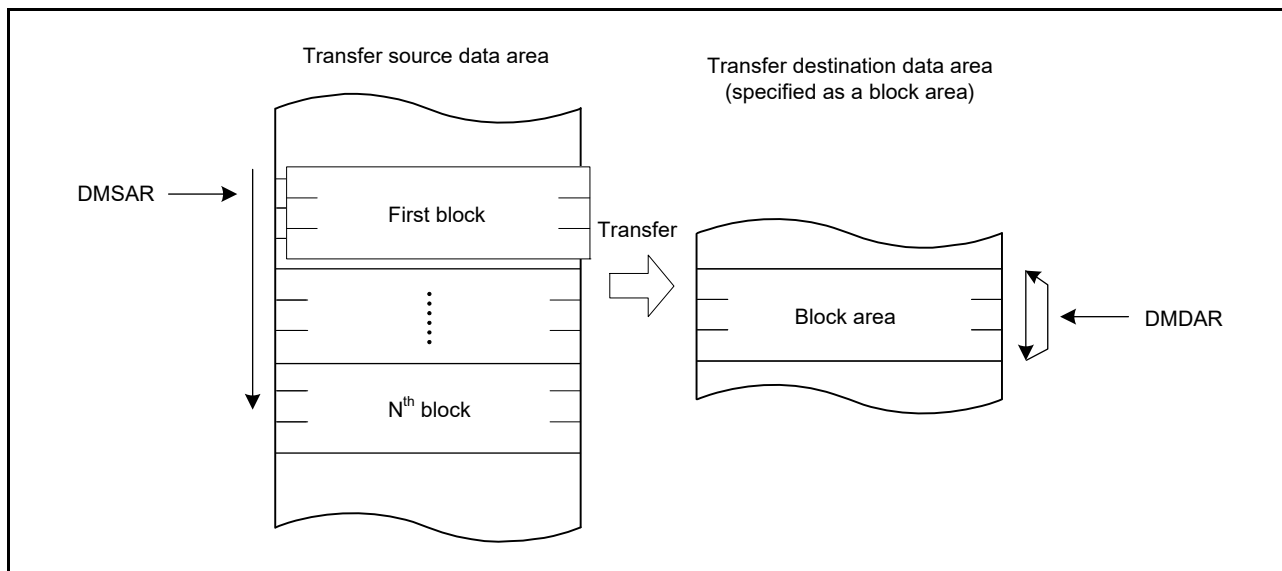 Transfer source data area
Transfer destination data area
(specified as a block area)
DMSAR
First block
Transfer
Block area
DMDAR
Nth block